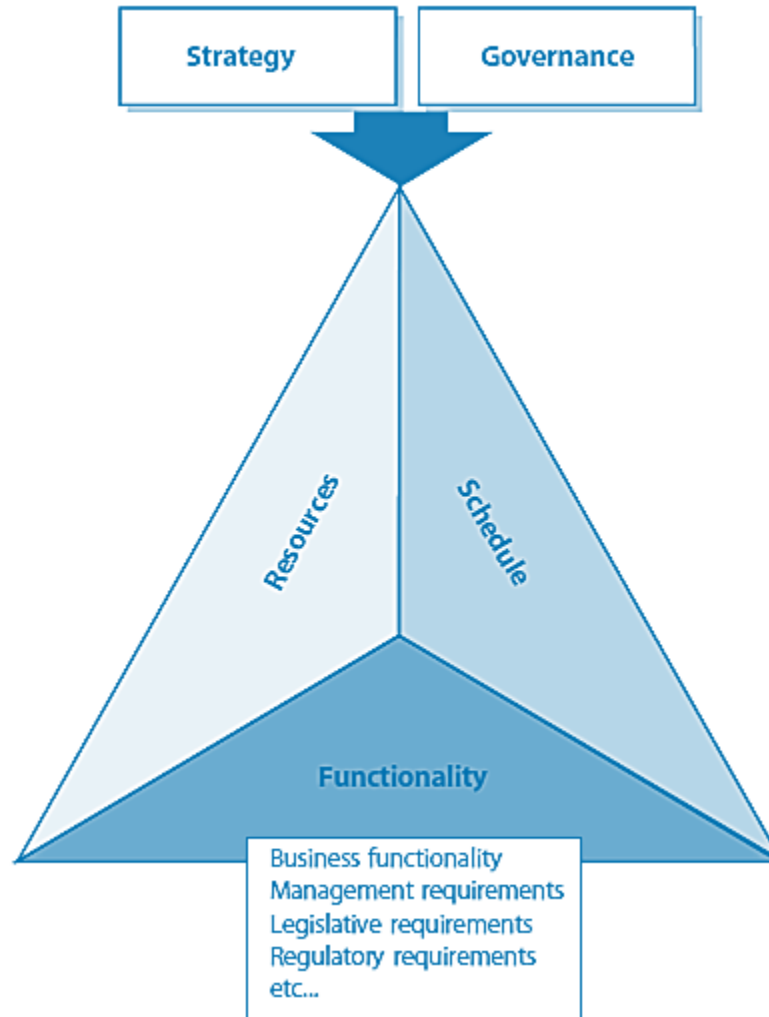 Strategy
Governance
Resources
Schedule
Functionality
Business functionality
Management requirements
Legislative requirements
Regulatory requirements
etc...